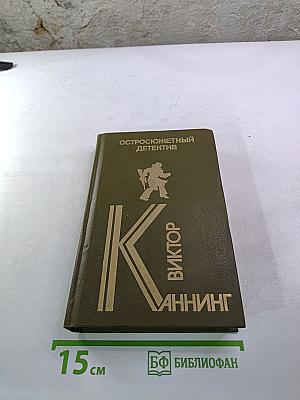 ОСТРОСЮЖЕТНЫЙ
ДЕТЕКТИВ
ВИКТОР
КАННИНГ
15 см
БФ БИБЛИОФАН